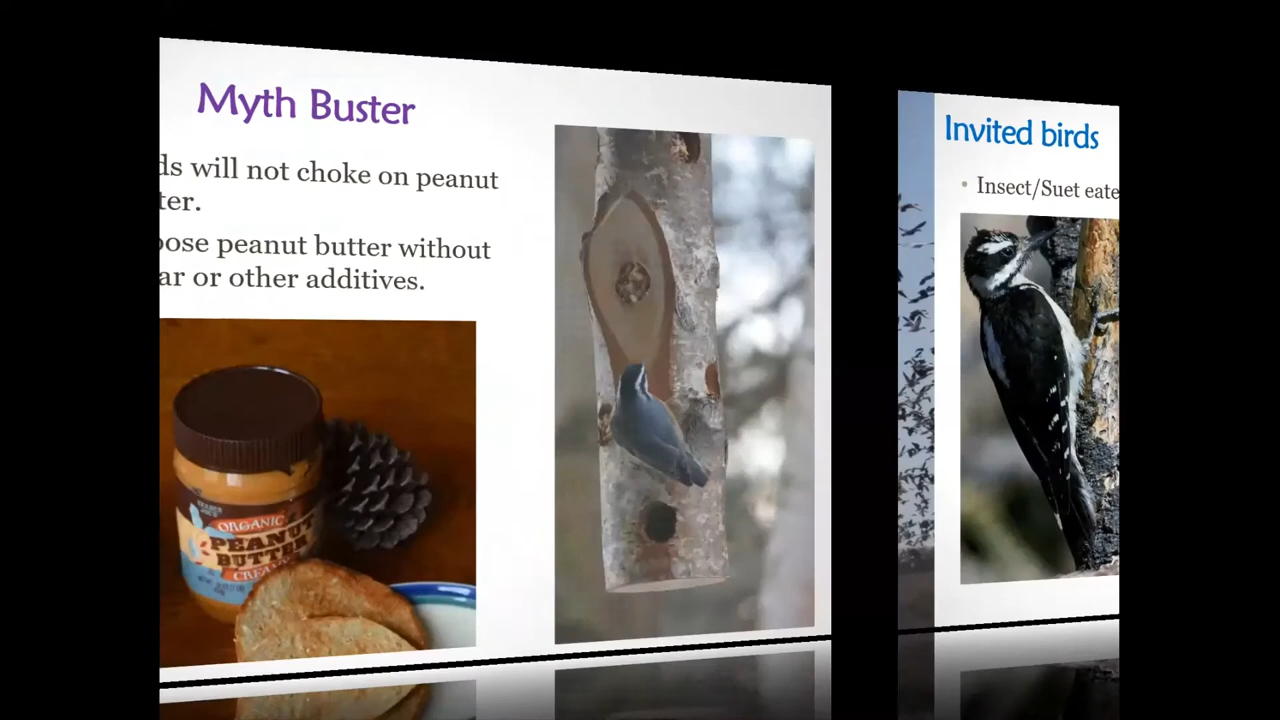 Myth Buster
ds will not choke on peanut
ter.
oose peanut butter without
ar or other additives.
ORGANIC
PEANUT
BUTTER
Invited birds
• Insect/Suet eate